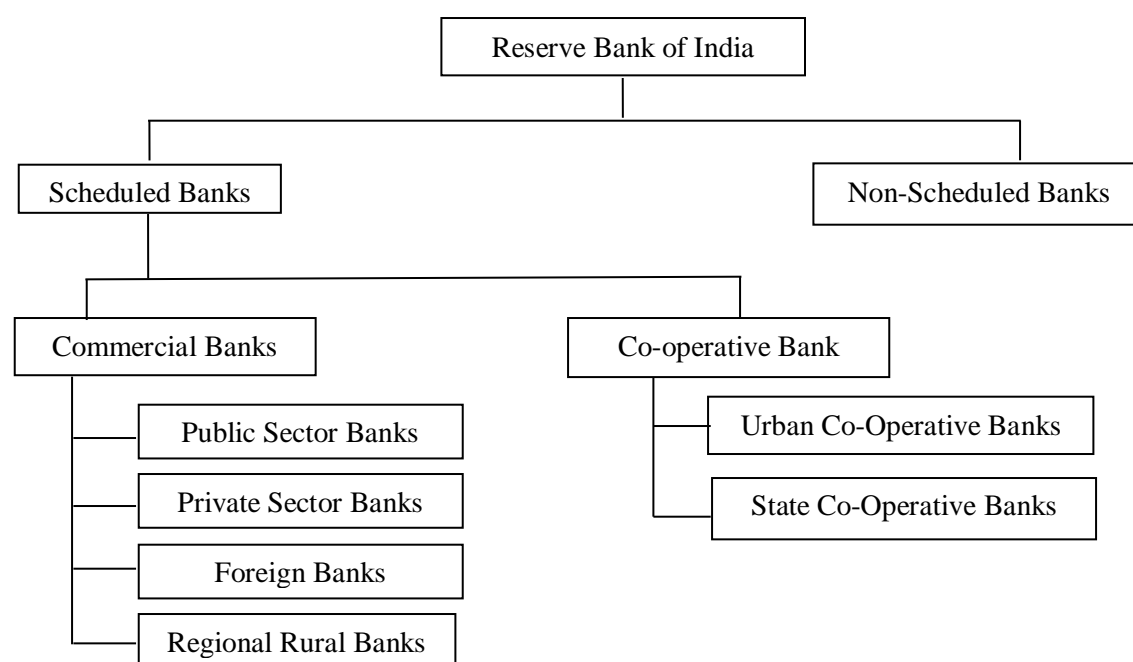 Reserve Bank of India
Scheduled Banks
Non-Scheduled Banks
Commercial Banks
Co-operative Bank
Public Sector Banks
Urban Co-Operative Banks
Private Sector Banks
State Co-Operative Banks
Foreign Banks
Regional Rural Banks